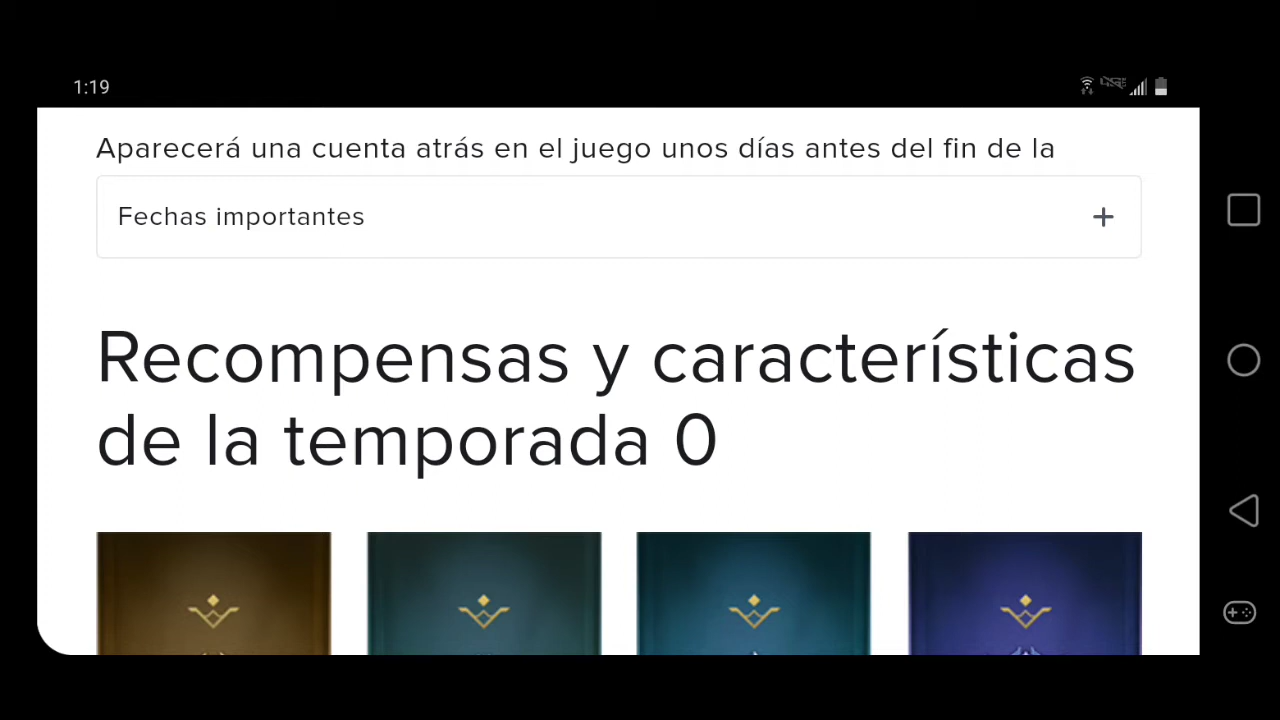 1:19
Aparecerá una cuenta atrás en el juego unos días antes del fin de la
Fechas importantes
Recompensas y características
de la temporada 0